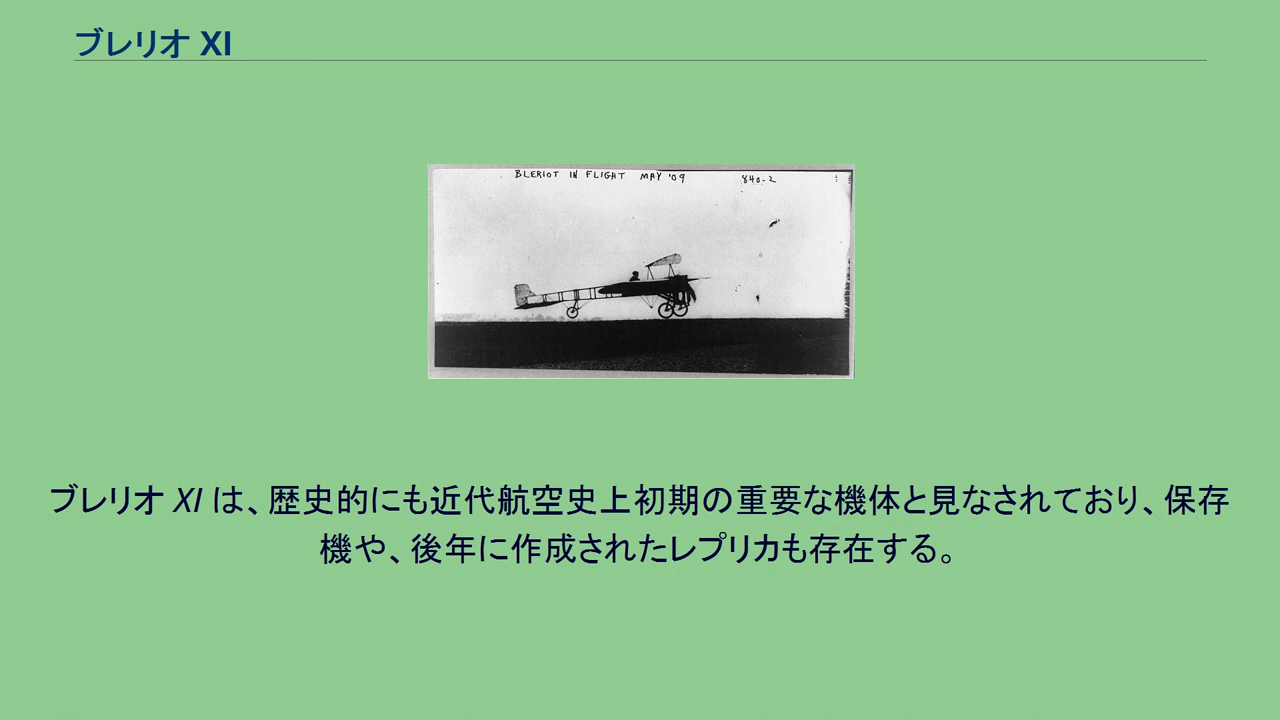 ブレリオ XI
BLERIOT IN FLIGHT MAY '09 840-2
ブレリオ XI は、歴史的にも近代航空史上初期の重要な機体と見なされており、保存
機や、後年に作成されたレプリカも存在する。